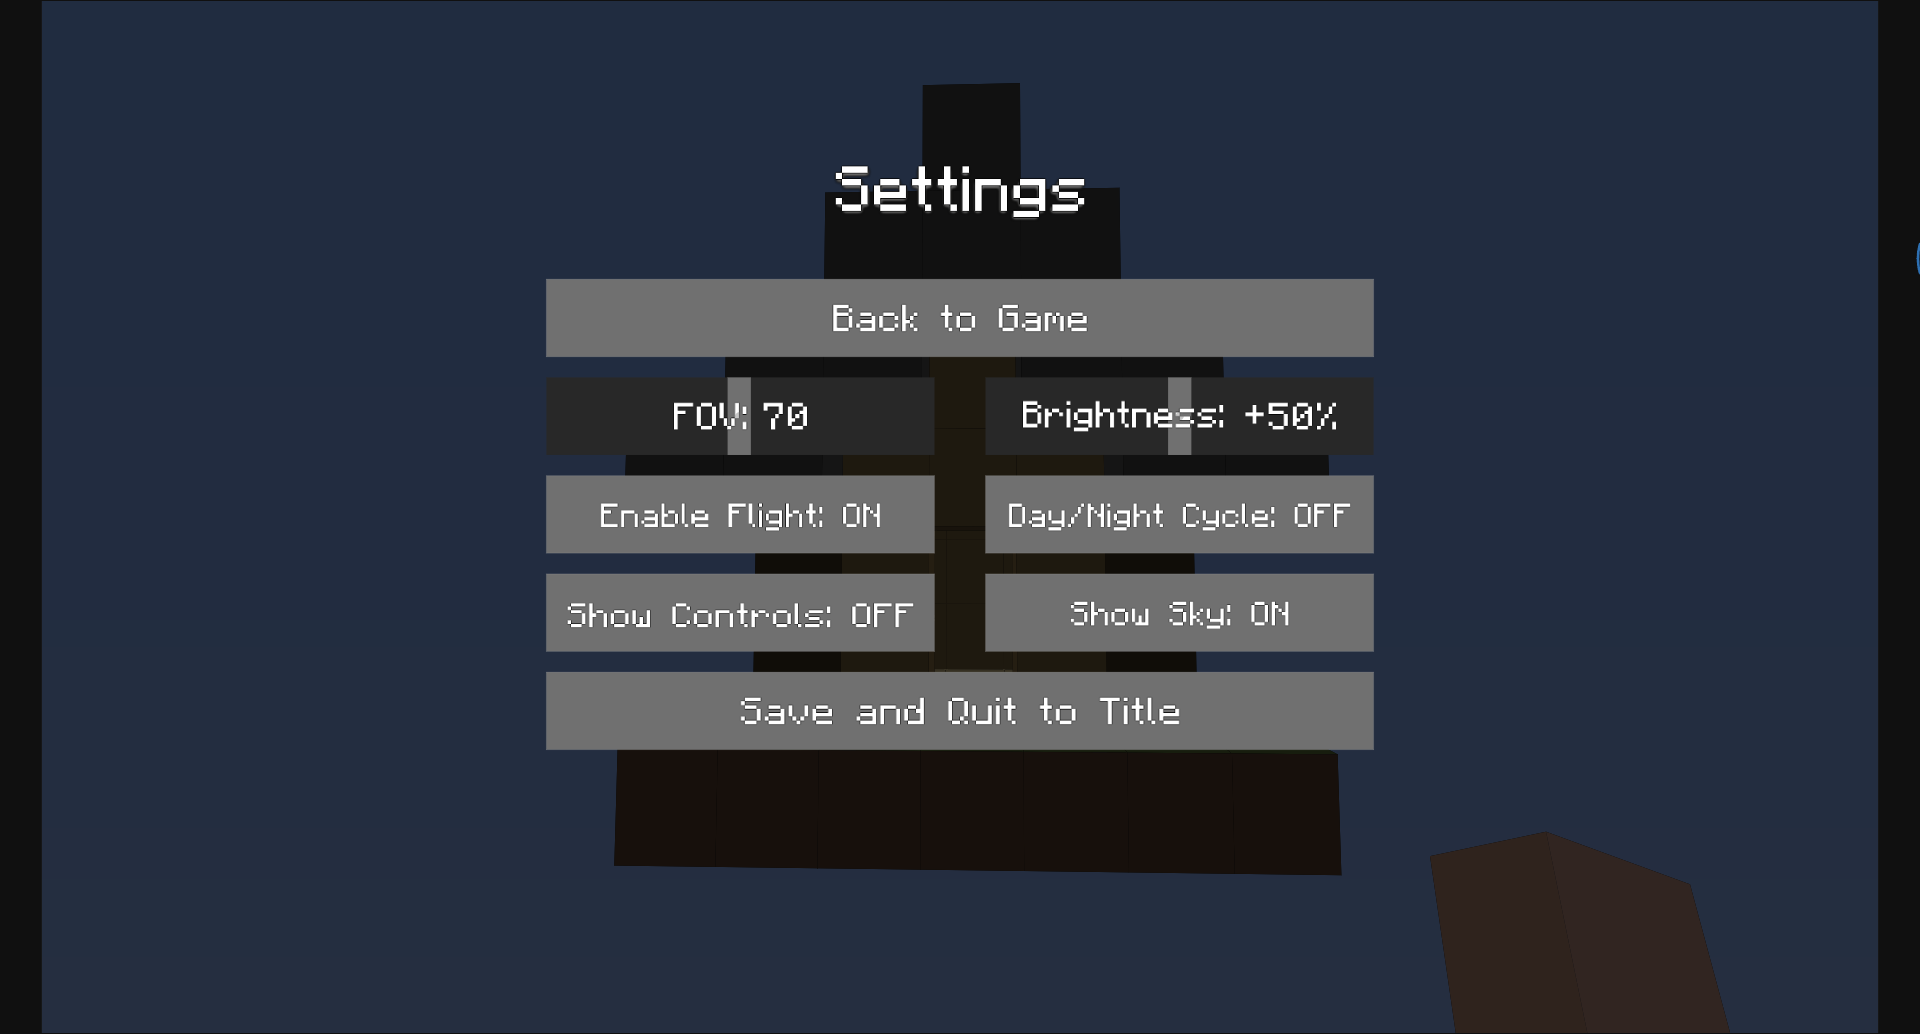 Settings
Back to Game
FOV: 70
Brightness: +50%
Enable Flight: ON
Day/Night Cycle: OFF
Show Controls: OFF
Show Sky: ON
Save and Quit to Title